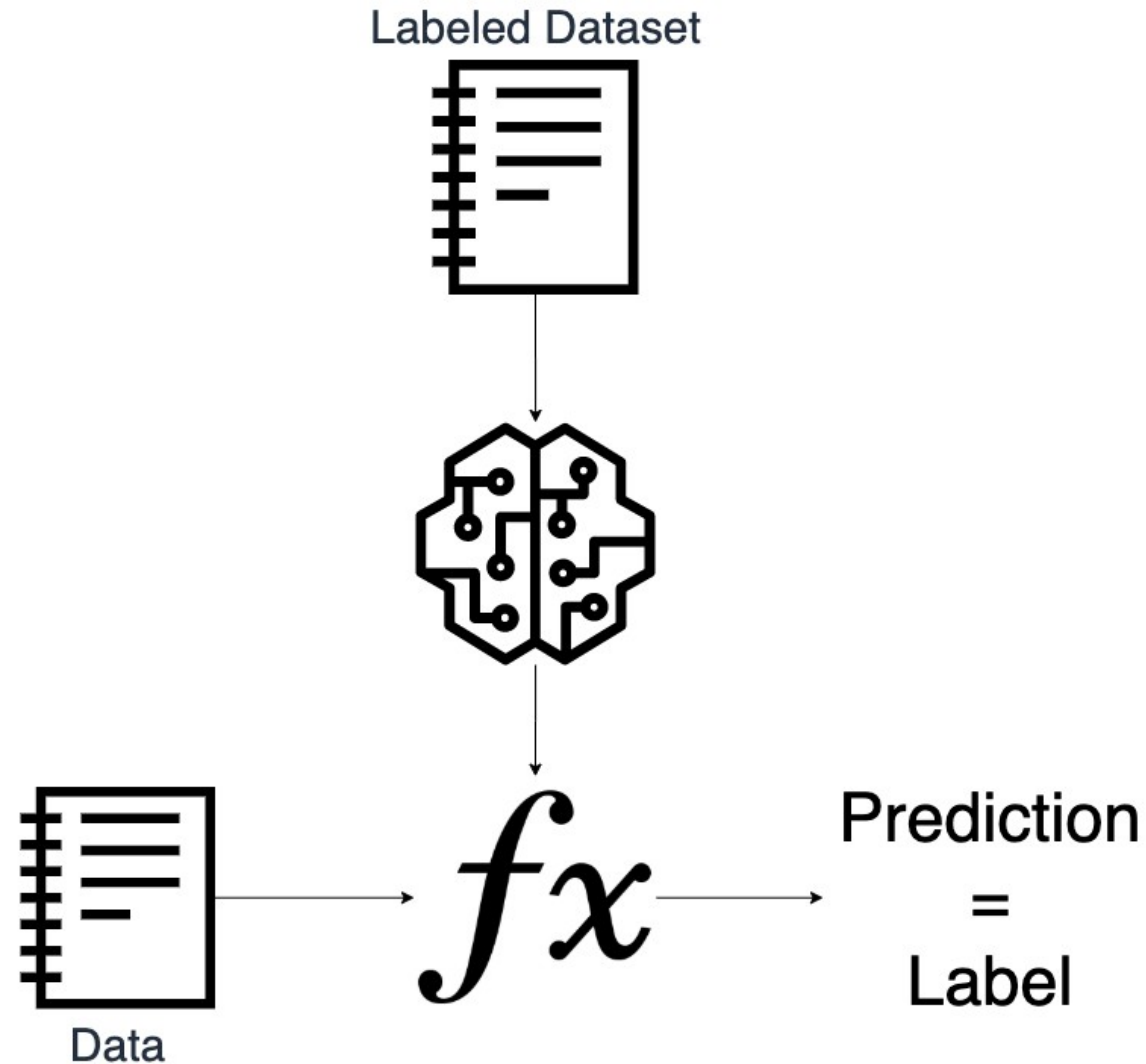 Labeled Dataset
fx
Prediction
=
Label
Data